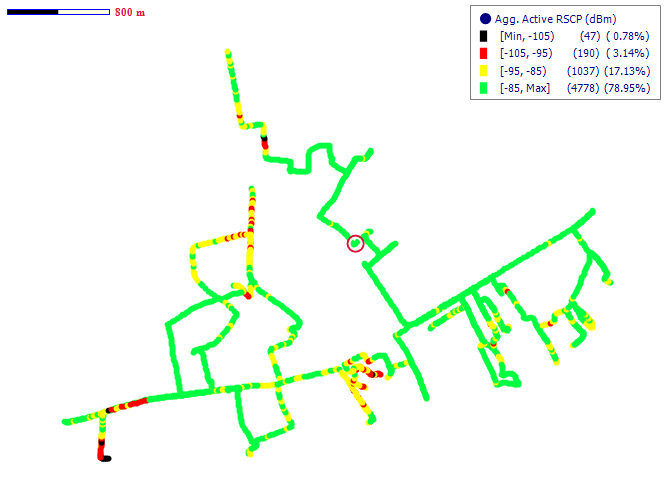 800 m
Agg. Active RSCP (dBm)
[Min, -105) (47) ( 0.78%)
[-105, -95) (190) ( 3.14%)
[-95, -85) (1037) (17.13%)
[-85, Max] (4778) (78.95%)